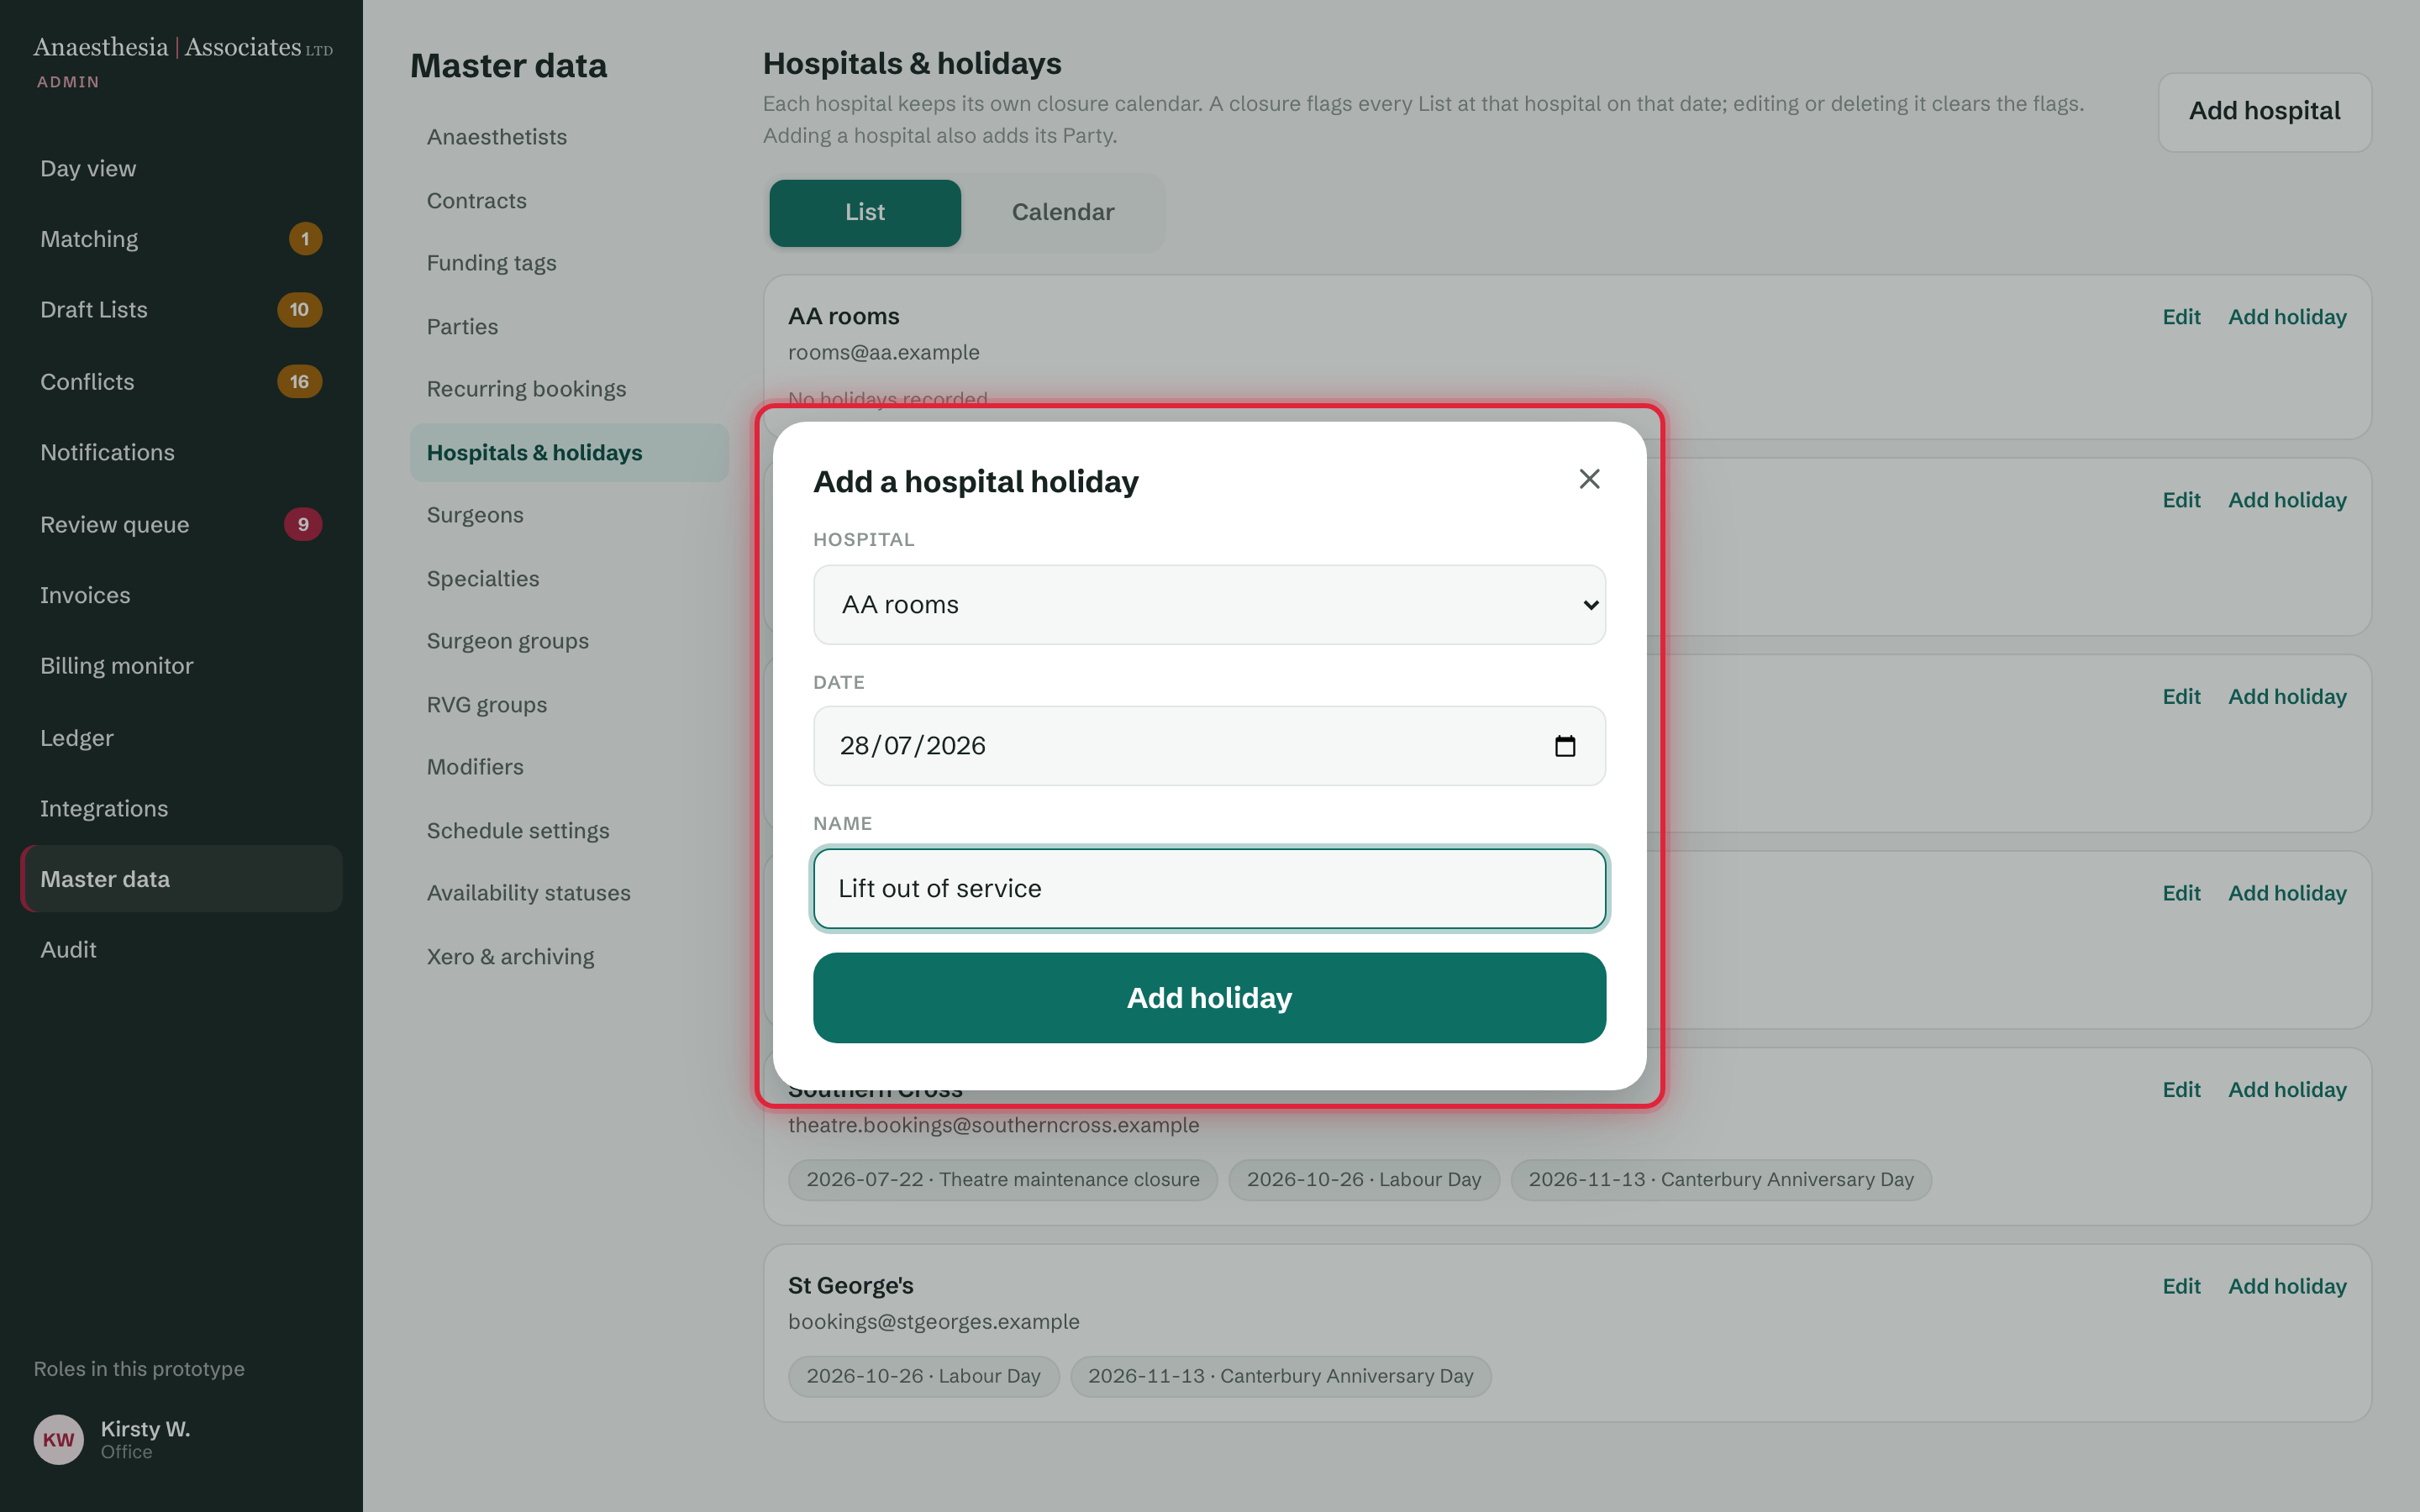 Anaesthesia | Associates LTD
ADMIN
Day view
Matching 1
Draft Lists 10
Conflicts 16
Notifications
Review queue 9
Invoices
Billing monitor
Ledger
Integrations
Master data
Audit
Roles in this prototype
KW
Kirsty W.
Office
Master data
Anaesthetists
Contracts
Funding tags
Parties
Recurring bookings
Hospitals & holidays
Surgeons
Specialties
Surgeon groups
RVG groups
Modifiers
Schedule settings
Availability statuses
Xero & archiving
Hospitals & holidays
Each hospital keeps its own closure calendar. A closure flags every List at that hospital on that date; editing or deleting it clears the flags.
Adding a hospital also adds its Party.
Add hospital
List Calendar
AA rooms
Edit Add holiday
rooms@aa.example
No holidays recorded
Edit Add holiday
Edit Add holiday
Edit Add holiday
Add a hospital holiday
HOSPITAL
AA rooms
DATE
28/07/2026
NAME
Lift out of service
Add holiday
Southern Cross
Edit Add holiday
theatre.bookings@southerncross.example
2026-07-22 · Theatre maintenance closure 2026-10-26 · Labour Day 2026-11-13 · Canterbury Anniversary Day
St George's
Edit Add holiday
bookings@stgeorges.example
2026-10-26 · Labour Day 2026-11-13 · Canterbury Anniversary Day